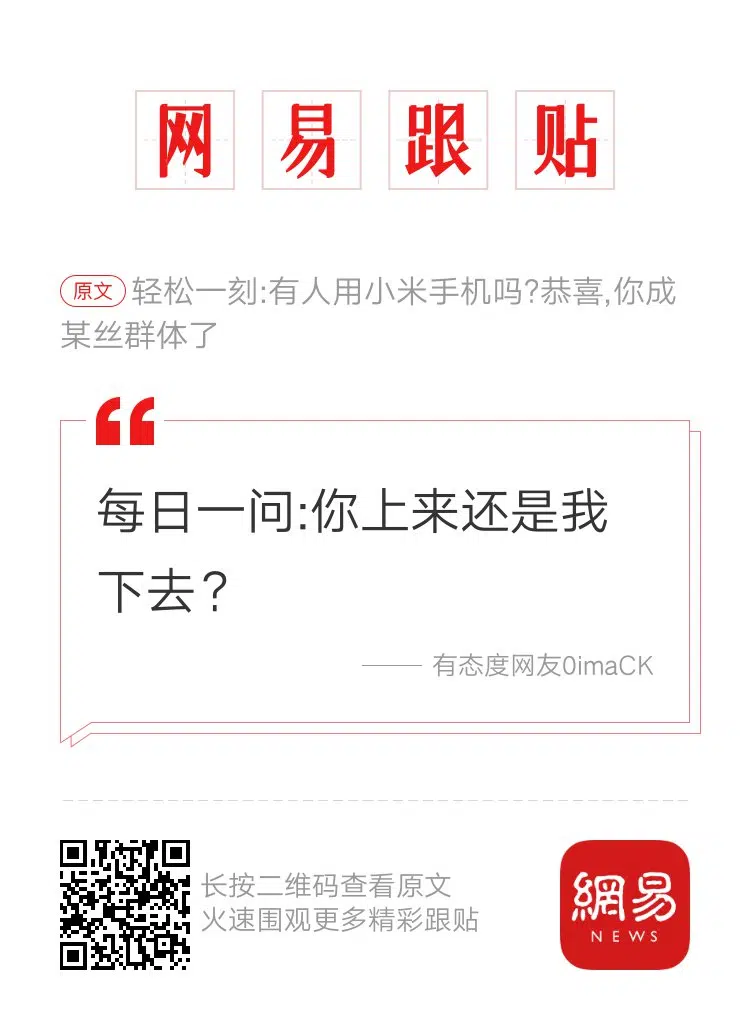 网易跟贴
原文 轻松一刻:有人用小米手机吗?恭喜,你成
某丝群体了
每日一问:你上来还是我
下去?
—— 有态度网友0imaCK
长按二维码查看原文
火速围观更多精彩跟贴
網易
NEWS